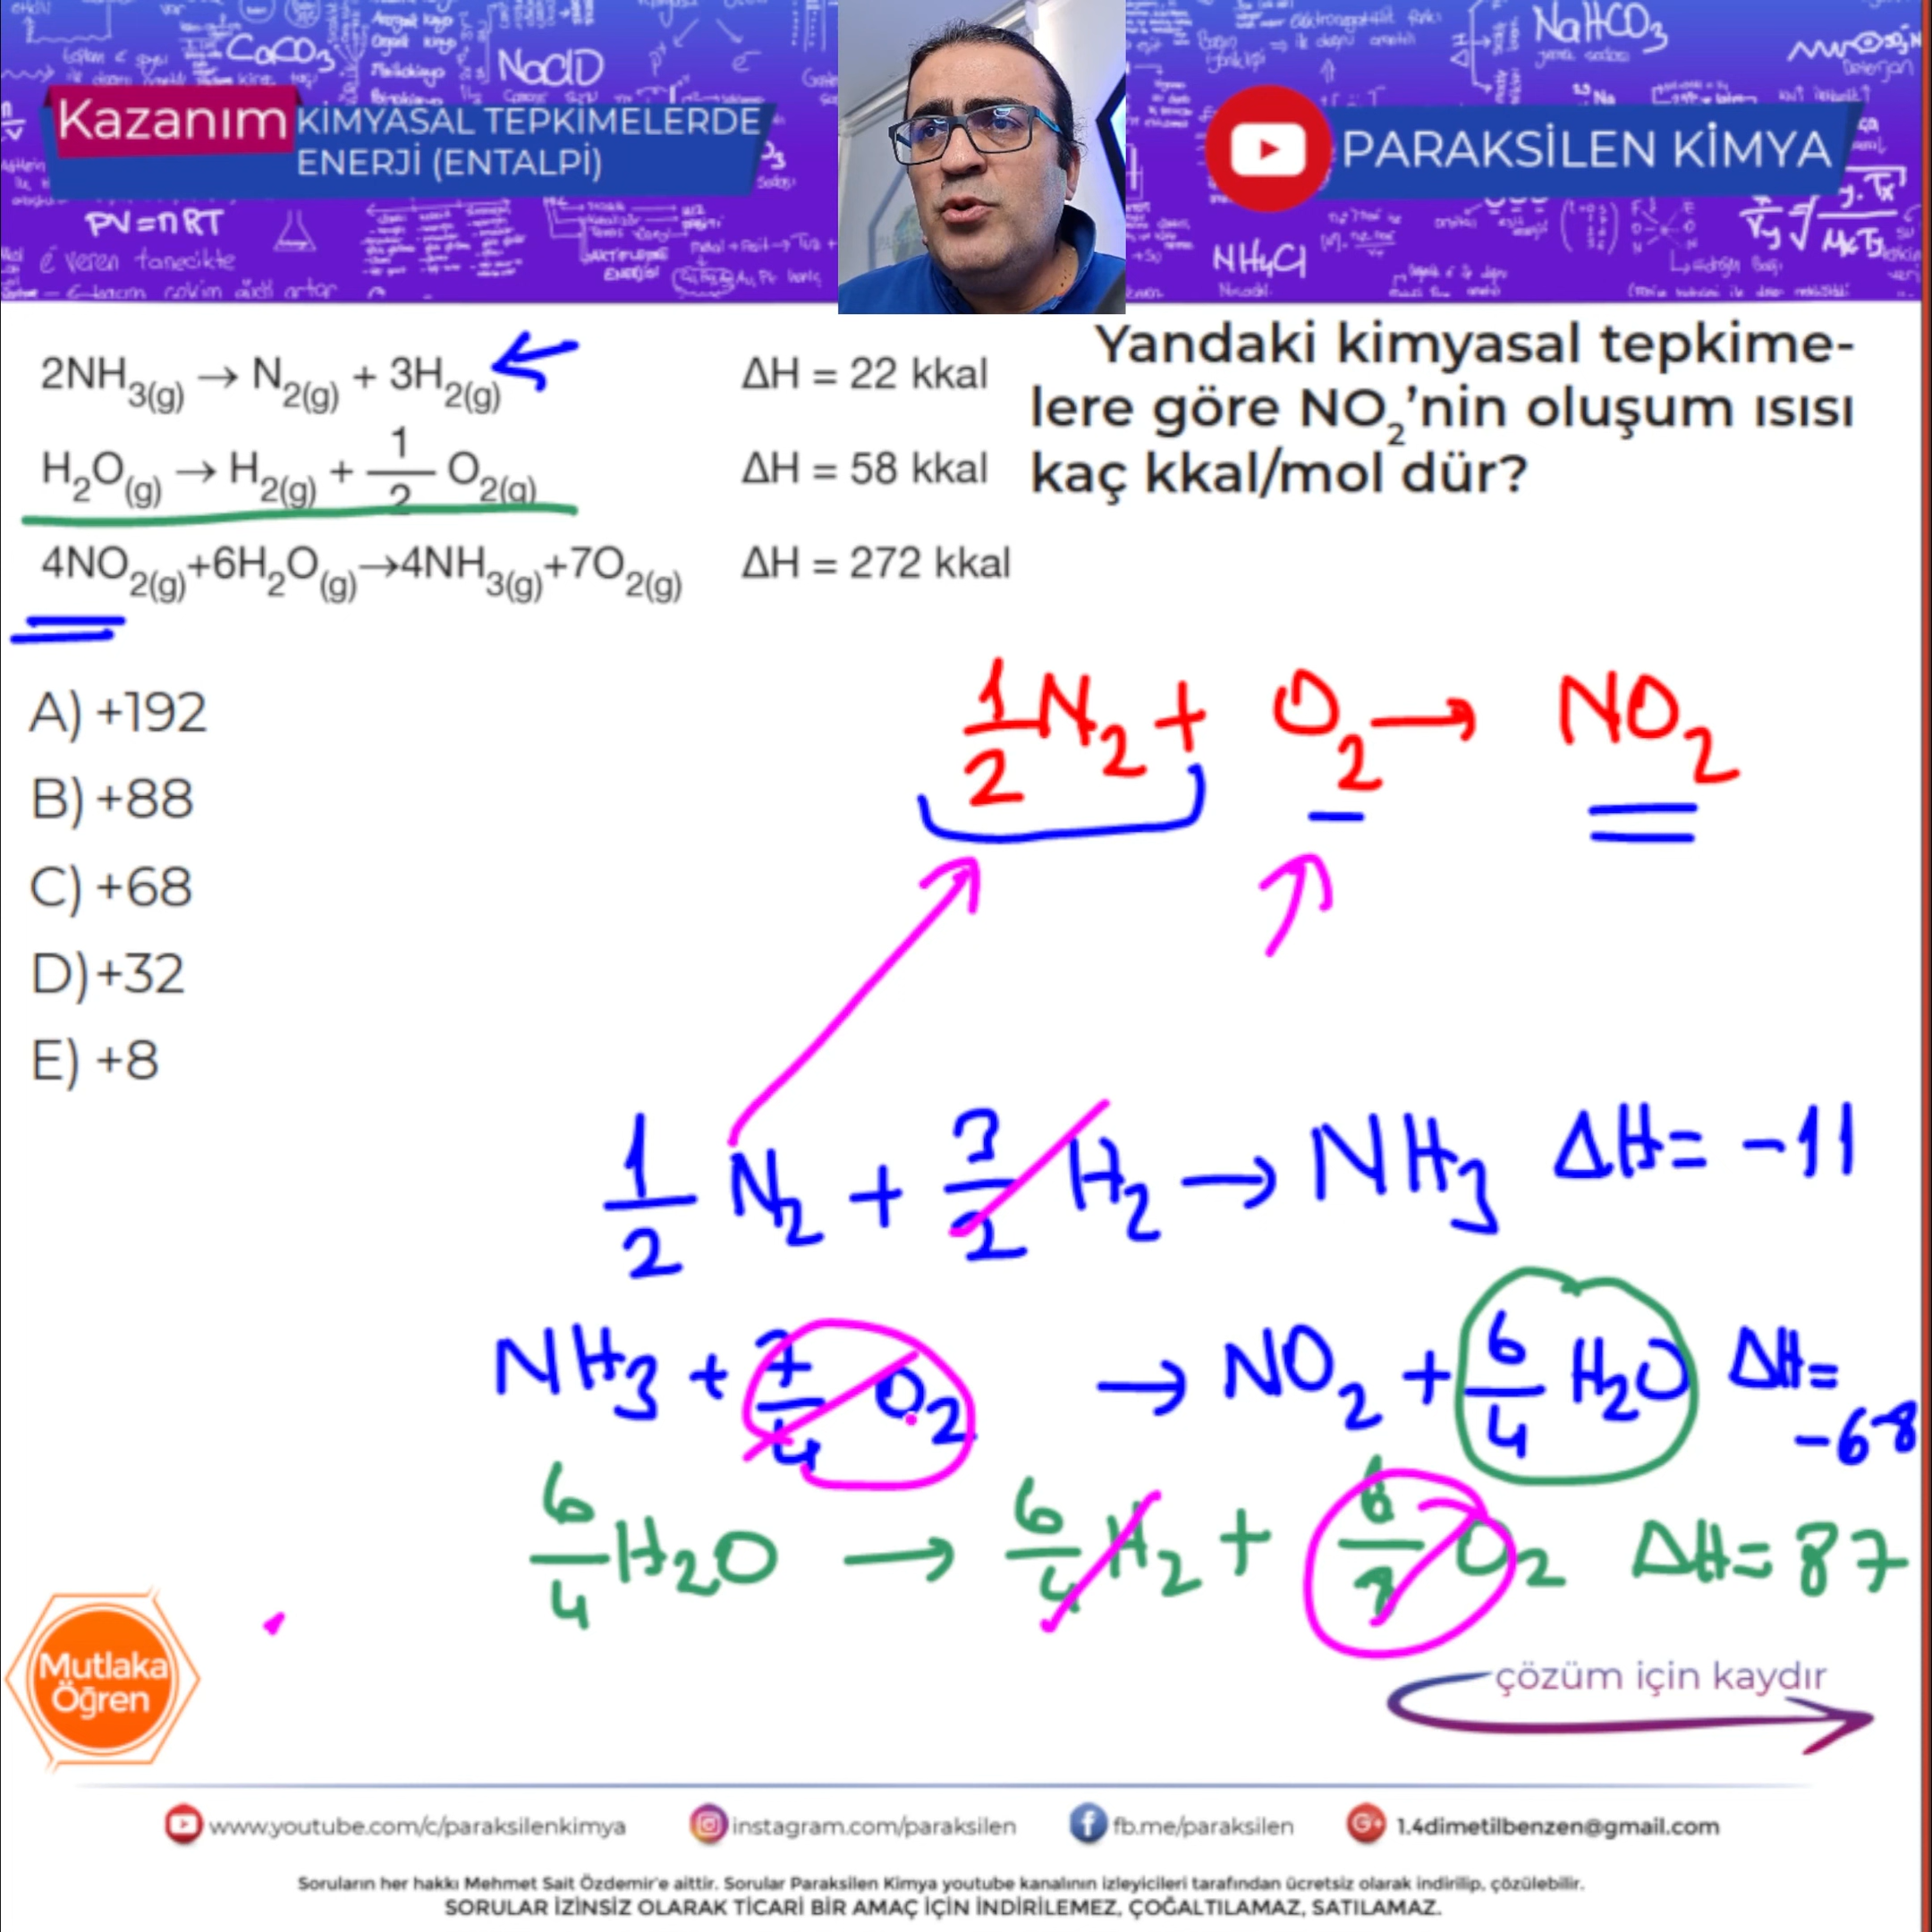 CaCO₃
NaClO
NaHCO₃
Kazanım
KİMYASAL TEPKİMELERDE
ENERJİ (ENTALPİ)
PARAKSİLEN KİMYA
PV=nRT
é veren tanecikte
NH₄Cl
2NH₃(g) → N₂(g) + 3H₂(g) ΔH = 22 kkal
H₂O(g) → H₂(g) + 1/2 O₂(g) ΔH = 58 kkal
4NO₂(g)+6H₂O(g)→4NH₃(g)+7O₂(g) ΔH = 272 kkal
Yandaki kimyasal tepkime-
lere göre NO₂'nin oluşum ısısı
kaç kkal/mol dür?
A) +192
B) +88
C) +68
D) +32
E) +8
1/2 N₂ + O₂ → NO₂
1/2 N₂ + 3/2 H₂ → NH₃ ΔH= -11
NH₃ + 7/4 O₂ → NO₂ + 6/4 H₂O ΔH= -68
6/4 H₂O → 6/4 H₂ + 6/8 O₂ ΔH= 87
Mutlaka
Öğren
çözüm için kaydır
www.youtube.com/c/paraksilenkimya instagram.com/paraksilen fb.me/paraksilen G+ 1.4dimetilbenzen@gmail.com
Soruların her hakkı Mehmet Sait Özdemir'e aittir. Sorular Paraksilen Kimya youtube kanalının izleyicileri tarafından ücretsiz olarak indirilip, çözülebilir.
SORULAR İZİNSİZ OLARAK TİCARİ BİR AMAÇ İÇİN İNDİRİLEMEZ, ÇOĞALTILAMAZ, SATILAMAZ.